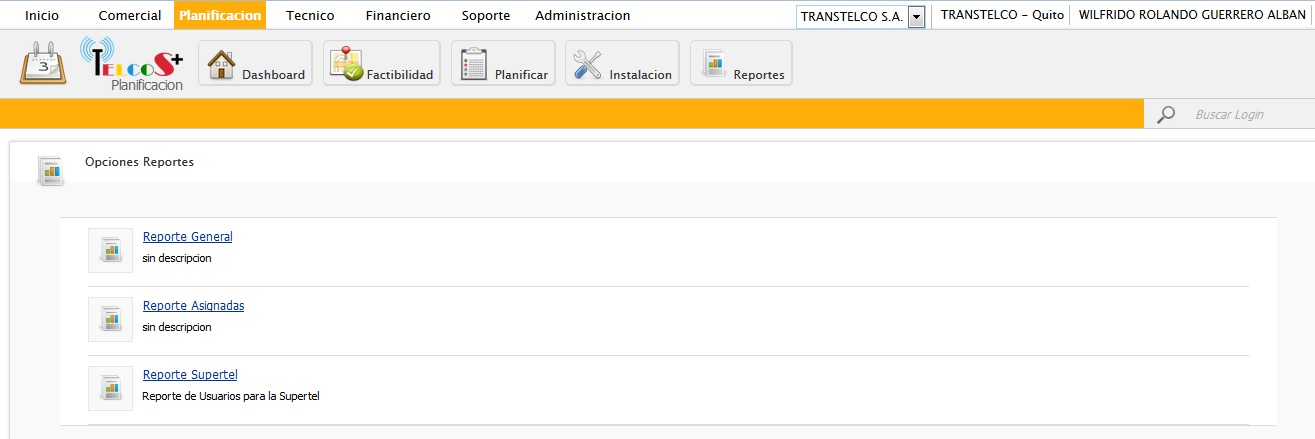 Inicio Comercial Planificacion Tecnico Financiero Soporte Administracion TRANSTELCO S.A. TRANSTELCO - Quito WILFRIDO ROLANDO GUERRERO ALBAN
3 TELCOS+ Planificacion Dashboard Factibilidad Planificar Instalacion Reportes
Buscar Login
Opciones Reportes
Reporte General
sin descripcion
Reporte Asignadas
sin descripcion
Reporte Supertel
Reporte de Usuarios para la Supertel